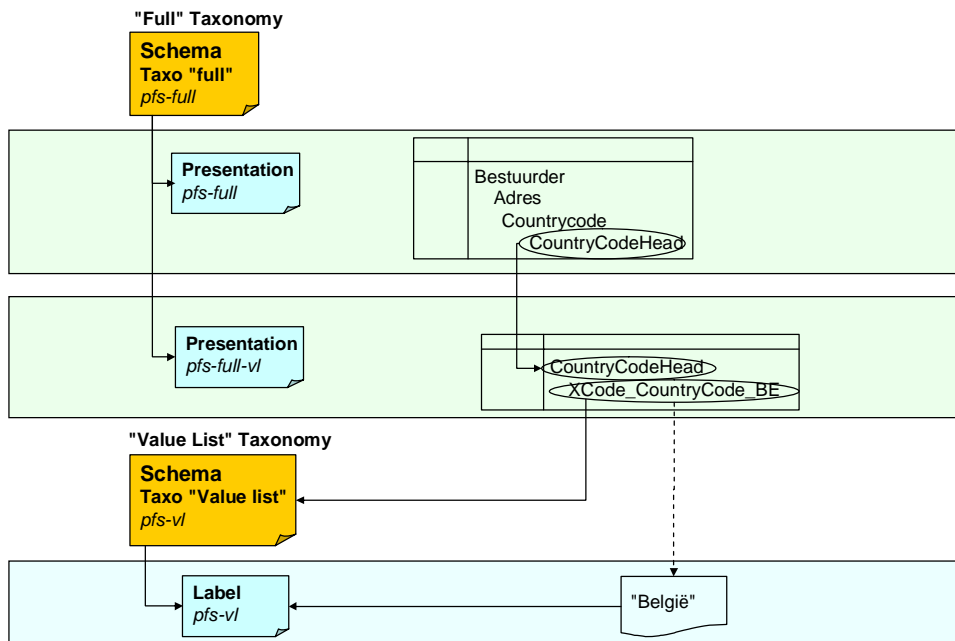 "Full" Taxonomy
Schema
Taxo "full"
pfs-full
Presentation
pfs-full
Bestuurder
Adres
Countrycode
CountryCodeHead
Presentation
pfs-full-vl
CountryCodeHead
XCode_CountryCode_BE
"Value List" Taxonomy
Schema
Taxo "Value list"
pfs-vl
Label
pfs-vl
"België"